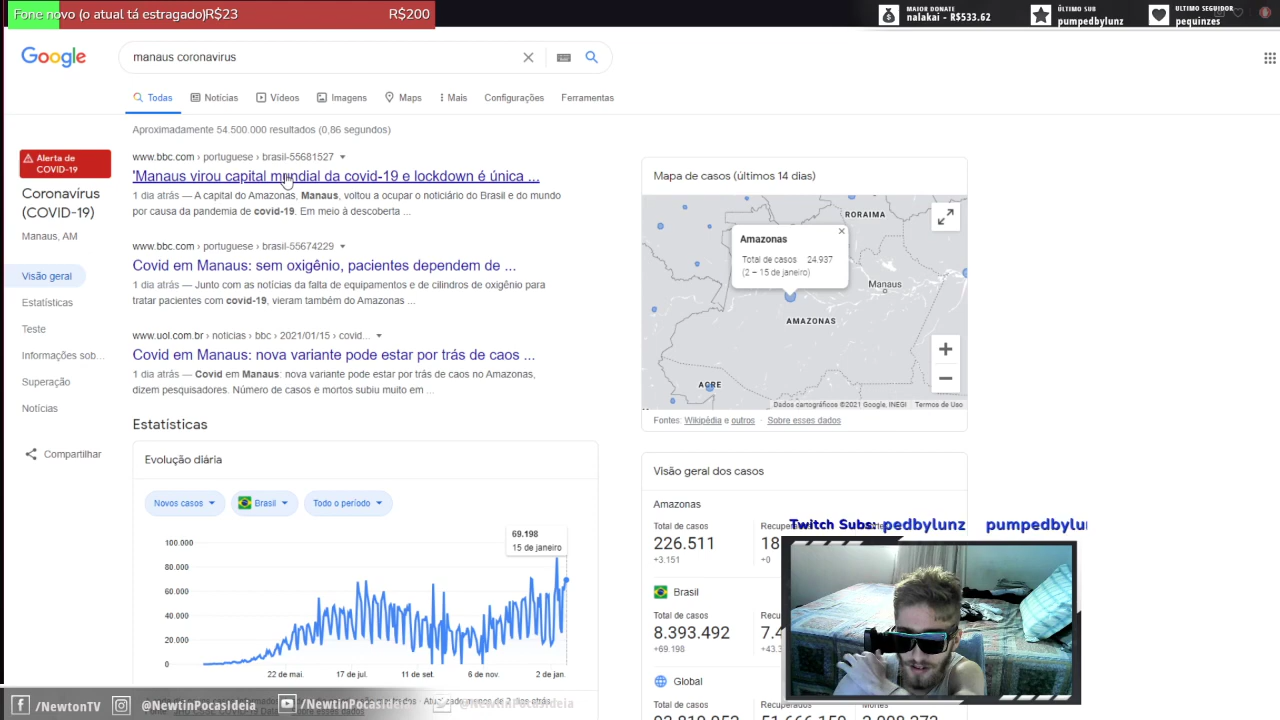 Fone novo (o atual tá estragado)R$23
R$200
MAIOR DONATE
nalakai - R$533.62
ÚLTIMO SUB
pumpedbylunz
ULTIMO SEGUIDOR
pequinzes
Google
manaus coronavirus
Todas
Notícias
Vídeos
Imagens
Maps
Mais
Configurações
Ferramentas
Aproximadamente 54.500.000 resultados (0,86 segundos)
Alerta de
COVID-19
Coronavírus
(COVID-19)
Manaus, AM
Visão geral
Estatísticas
Teste
Informações sob...
Superação
Notícias
Compartilhar
www.bbc.com › portuguese › brasil-55681527
'Manaus virou capital mundial da covid-19 e lockdown é única ...
1 dia atrás — A capital do Amazonas, Manaus, voltou a ocupar o noticiário do Brasil e do mundo
por causa da pandemia de covid-19. Em meio à descoberta ...
www.bbc.com › portuguese › brasil-55674229
Covid em Manaus: sem oxigênio, pacientes dependem de ...
1 dia atrás — Junto com as notícias da falta de equipamentos e de cilindros de oxigênio para
tratar pacientes com covid-19, vieram também do Amazonas ...
www.uol.com.br › noticias › bbc › 2021/01/15 › covid...
Covid em Manaus: nova variante pode estar por trás de caos ...
1 dia atrás — Covid em Manaus: nova variante pode estar por trás de caos no Amazonas,
dizem pesquisadores. Número de casos e mortos subiu muito em ...
Estatísticas
Evolução diária
Novos casos
Brasil
Todo o período
69.198
15 de janeiro
100.000
80.000
60.000
40.000
20.000
0
22 de mai.
17 de jul.
11 de set.
6 de nov.
2 de jan.
Mapa de casos (últimos 14 dias)
RORAIMA
Amazonas
Total de casos 24.937
(2 – 15 de janeiro)
Manaus
AMAZONAS
ACRE
Dados cartográficos ©2021 Google, INEGI
Termos de Uso
Fontes: Wikipédia e outros · Sobre esses dados
Visão geral dos casos
Amazonas
Total de casos
226.511
+3.151
+0
Brasil
Total de casos
8.393.492
+69.198
Global
Total de casos
Twitch Subs: pedbylunz pumpedbylu
/NewtonTV
@NewtinPocasIdeia
/NewtinPocasIdeia
@NewtinPocasIdeia